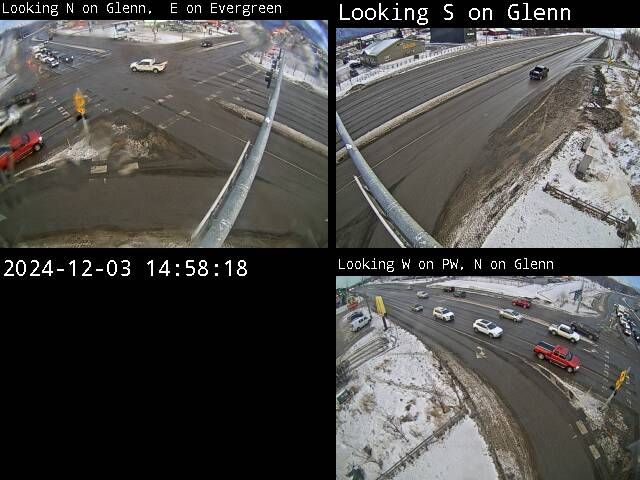 Looking N on Glenn,  E on Evergreen
Looking S on Glenn
2024-12-03 14:58:18
Looking W on PW, N on Glenn